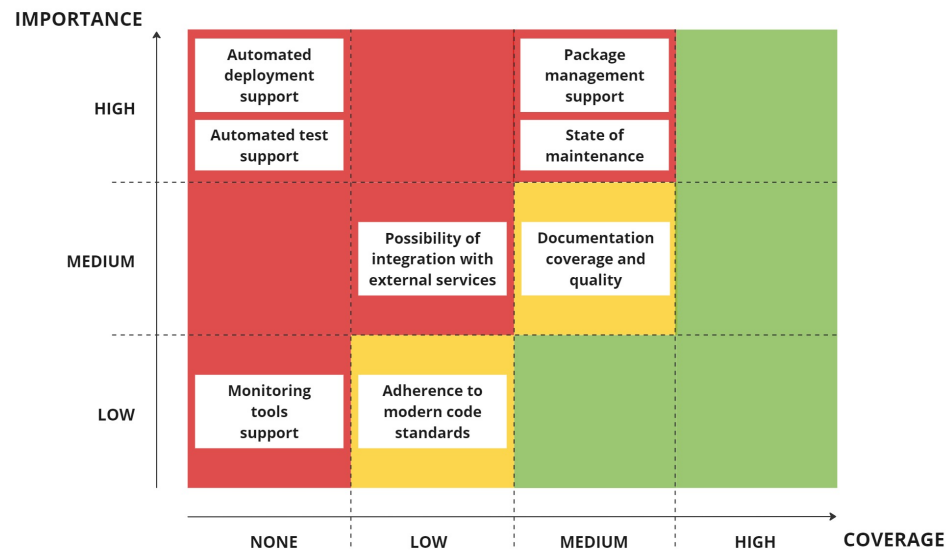 IMPORTANCE
HIGH
Automated
deployment
support
Automated test
support
Package
management
support
State of
maintenance
MEDIUM
Possibility of
integration with
external services
Documentation
coverage and
quality
LOW
Monitoring
tools
support
Adherence to
modern code
standards
NONE
LOW
MEDIUM
HIGH
COVERAGE